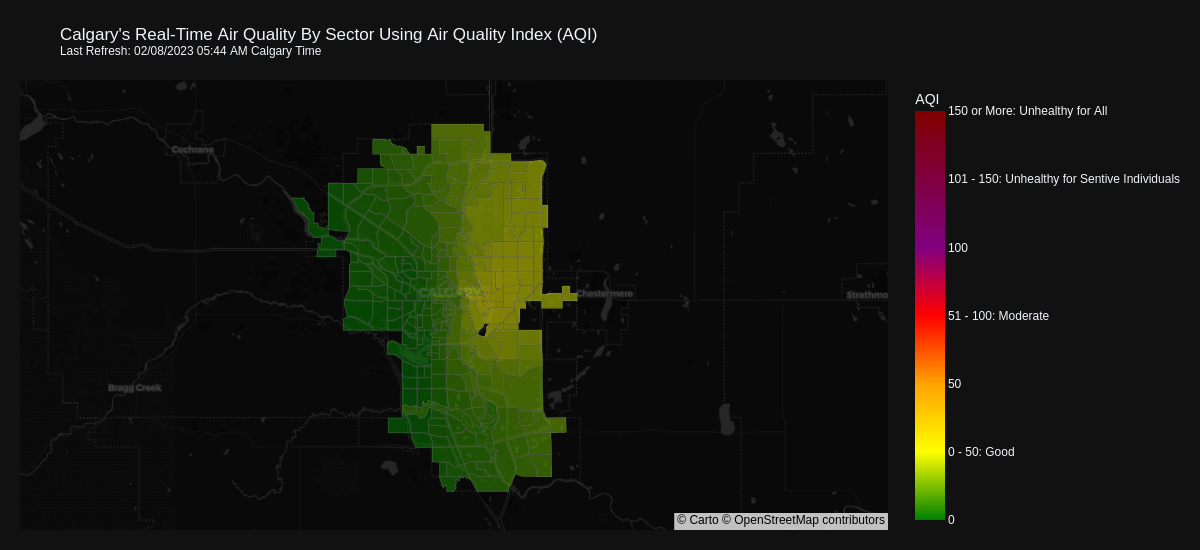 Calgary's Real-Time Air Quality By Sector Using Air Quality Index (AQI)
Last Refresh: 02/08/2023 05:44 AM Calgary Time
AQI
150 or More: Unhealthy for All
101 - 150: Unhealthy for Sentive Individuals
100
51 - 100: Moderate
50
0 - 50: Good
0
Cochrane
CALGARY
Chestermere
Strathmo
Bragg Creek
© Carto © OpenStreetMap contributors